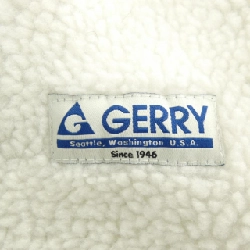 GERRY
Seattle, Washington U.S.A.
Since 1946